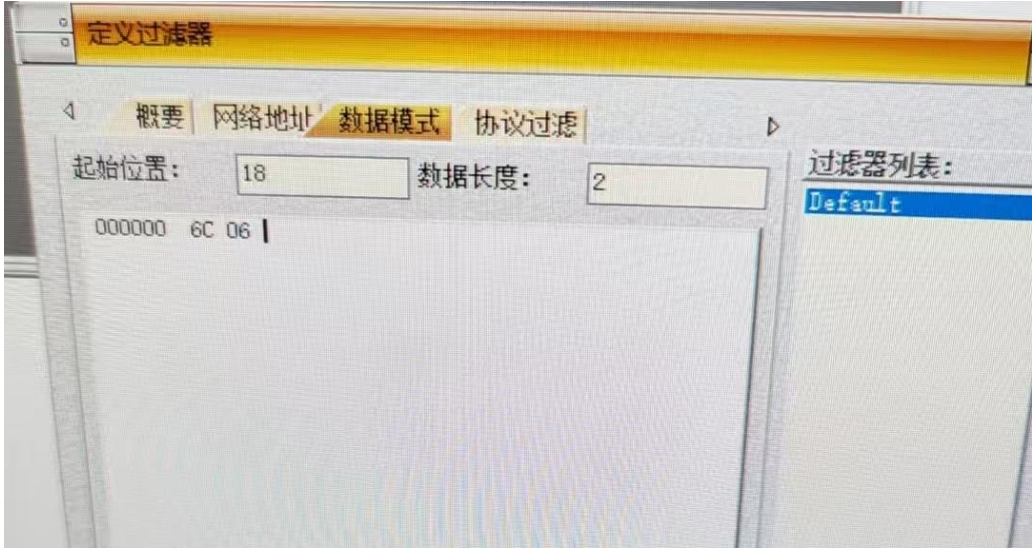 定义过滤器
概要 网络地址 数据模式 协议过滤
起始位置: 18 数据长度: 2
过滤器列表:
Default
000000 6C 06